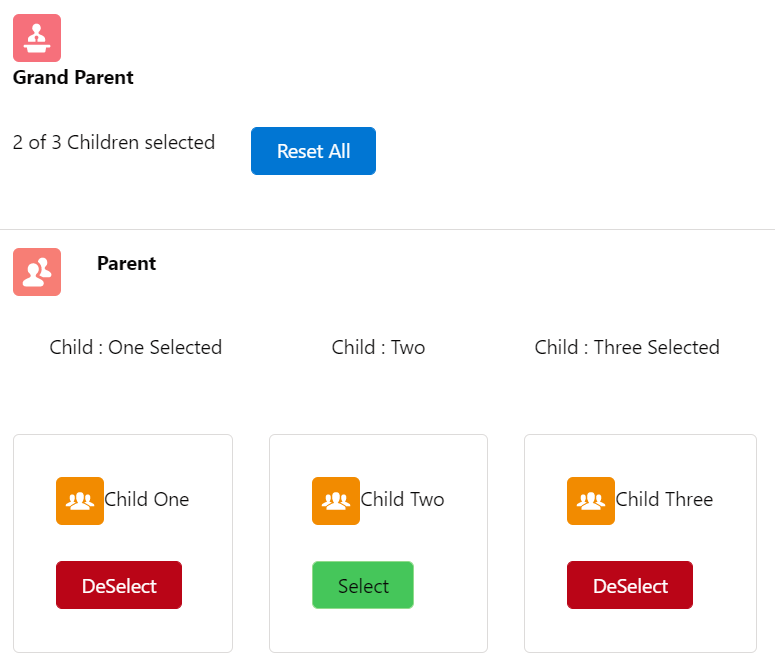 Grand Parent
2 of 3 Children selected
Reset All
Parent
Child : One Selected
Child : Two
Child : Three Selected
Child One
Child Two
Child Three
DeSelect
Select
DeSelect